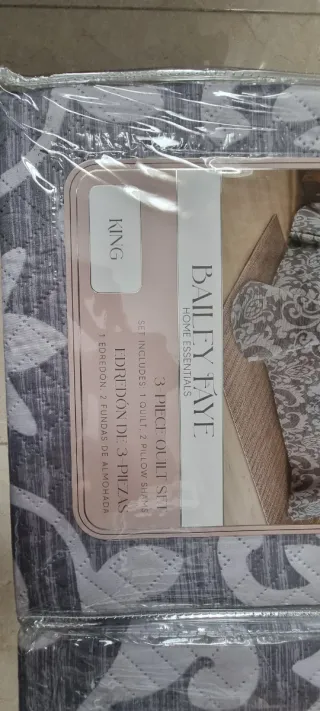 KING
BAILEY FAYE
HOME ESSENTIALS
3 PIECE QUILT SET
SET INCLUDES: 1 QUILT, 2 PILLOW SHAMS
EDREDÓN DE 3 PIEZAS
1 EDREDÓN, 2 FUNDAS DE ALMOHADA